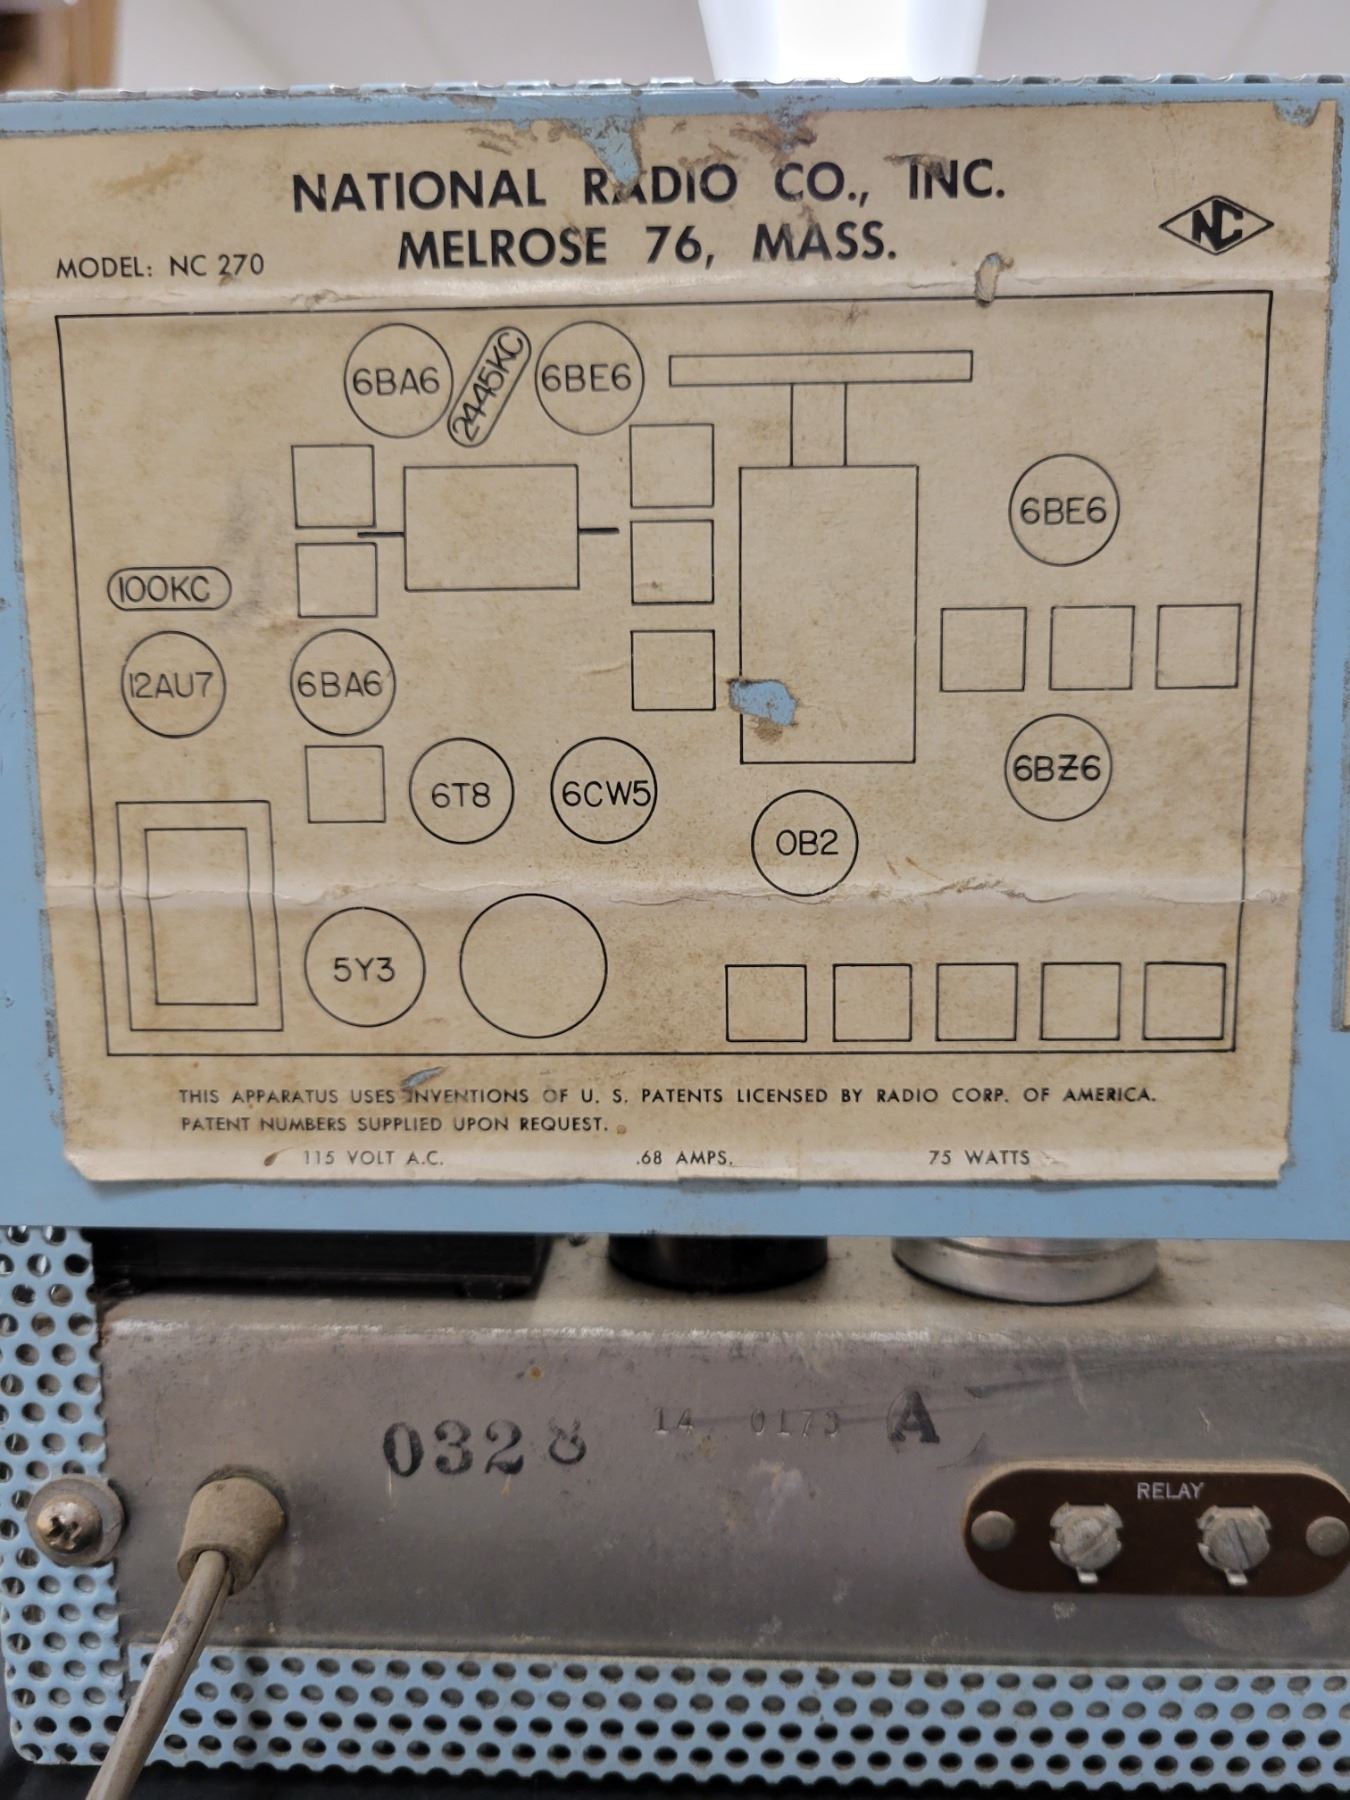 NATIONAL RADIO CO., INC.
MELROSE 76, MASS.
NC
MODEL: NC 270
6BA6
2445KC
6BE6
6BE6
100KC
12AU7
6BA6
6T8
6CW5
6BZ6
OB2
5Y3
THIS APPARATUS USES INVENTIONS OF U. S. PATENTS LICENSED BY RADIO CORP. OF AMERICA.
PATENT NUMBERS SUPPLIED UPON REQUEST.
115 VOLT A.C. .68 AMPS. 75 WATTS
0328 14 0173 A
RELAY